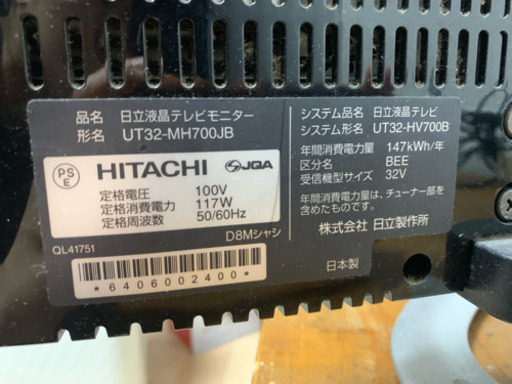 品名 日立液晶テレビモニター
形名 UT32-MH700JB
PS
E
HITACHI JQA
定格電圧 100V
定格消費電力 117W
定格周波数 50/60Hz
QL41751
D8Mシャシ
*6406002400*
システム品名 日立液晶テレビ
システム形名 UT32-HV700B
年間消費電力量 147kWh/年
区分名 BEE
受信機型サイズ 32V
年間消費電力量は、チューナー部を
含めたものです。
株式会社 日立製作所
日本製